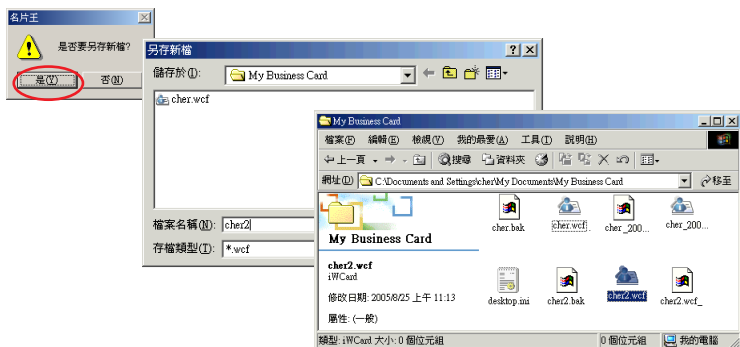 名片王
是否要另存新檔?
是(Y)
否(N)
另存新檔
儲存於(I):
My Business Card
cher.wcf
檔案名稱(N):
cher2
存檔類型(T):
*.wcf
My Business Card
檔案(F) 編輯(E) 檢視(V) 我的最愛(A) 工具(T) 說明(H)
上一頁 搜尋 資料夾
網址(D) C:\Documents and Settings\cher\My Documents\My Business Card 移至
My Business Card
cher2.wcf
iWCard
修改日期: 2005/8/25 上午 11:13
屬性: (一般)
cher.bak cher.wcf cher_200... cher_200...
desktop.ini cher2.bak cher2.wcf cher2.wcf_
類型: iWCard 大小: 0 個位元組 0 個位元組 我的電腦